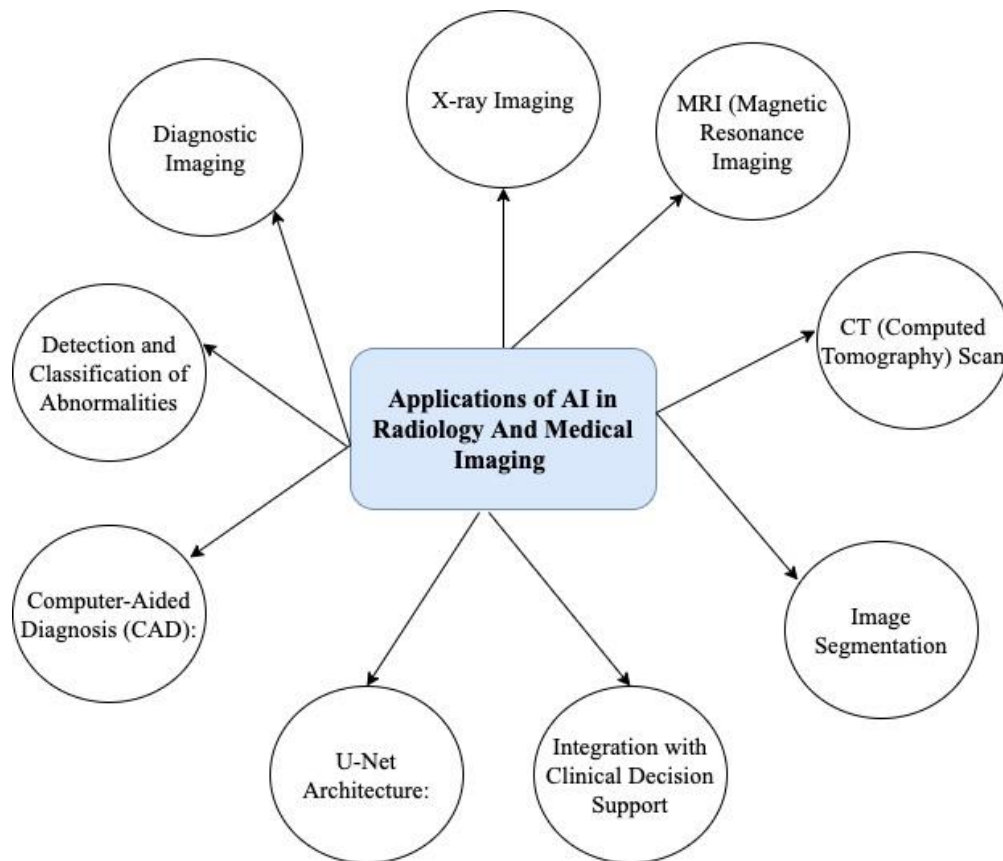 X-ray Imaging
MRI (Magnetic
Resonance
Imaging
Diagnostic
Imaging
CT (Computed
Tomography) Scan
Detection and
Classification of
Abnormalities
Applications of AI in
Radiology And Medical
Imaging
Computer-Aided
Diagnosis (CAD):
Image
Segmentation
U-Net
Architecture:
Integration with
Clinical Decision
Support